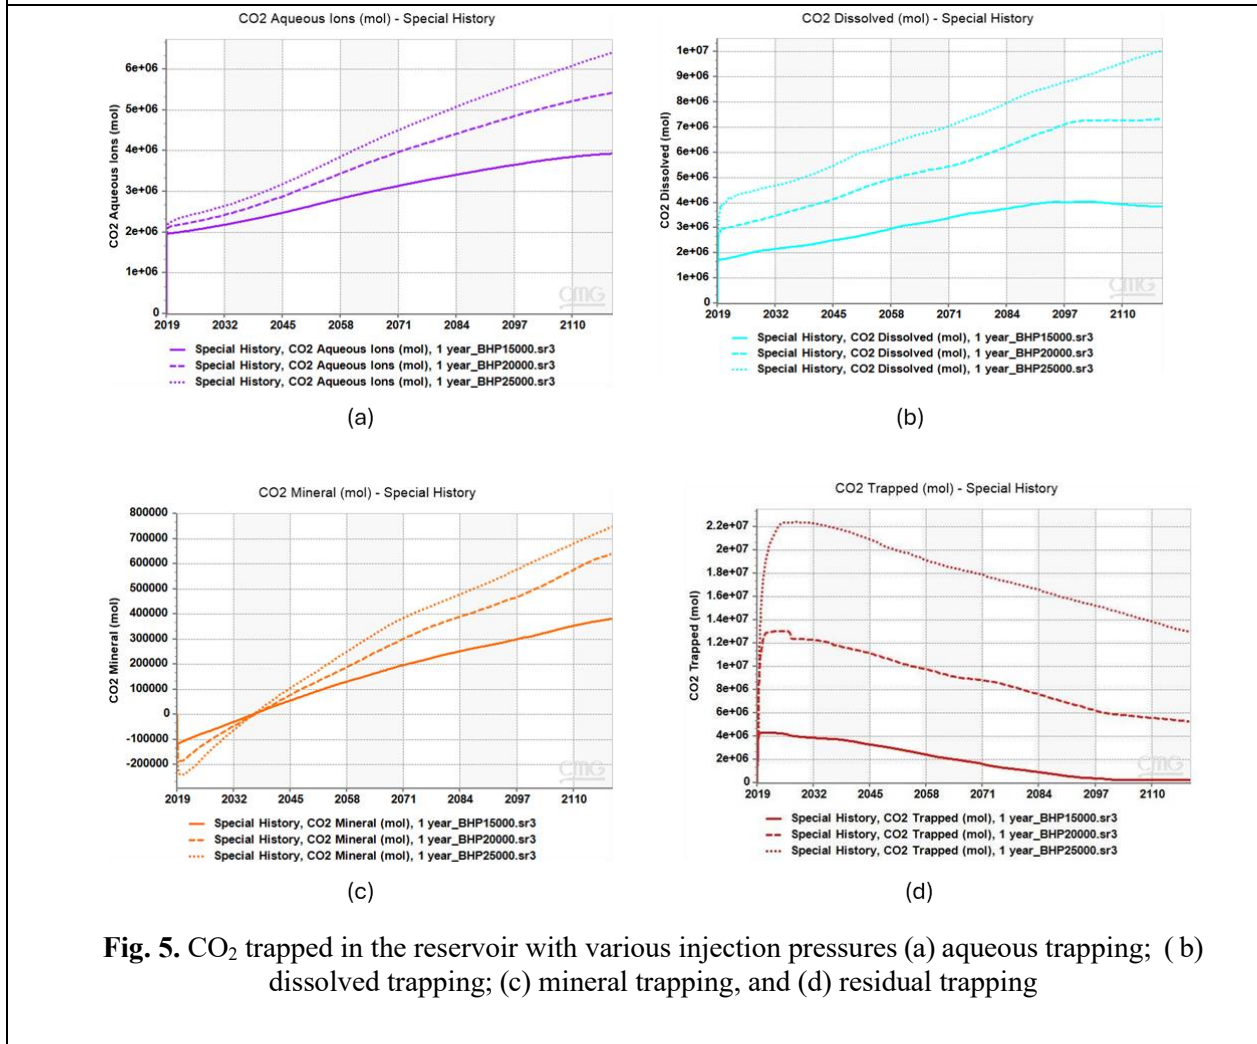 CO2 Aqueous Ions (mol) - Special History
CO2 Aqueous Ions (mol)
6e+06
5e+06
4e+06
3e+06
2e+06
1e+06
0
2019 2032 2045 2058 2071 2084 2097 2110
CMG
Special History, CO2 Aqueous Ions (mol), 1 year_BHP15000.sr3
Special History, CO2 Aqueous Ions (mol), 1 year_BHP20000.sr3
Special History, CO2 Aqueous Ions (mol), 1 year_BHP25000.sr3
(a)
CO2 Dissolved (mol) - Special History
CO2 Dissolved (mol)
1e+07
9e+06
8e+06
7e+06
6e+06
5e+06
4e+06
3e+06
2e+06
1e+06
0
2019 2032 2045 2058 2071 2084 2097 2110
CMG
Special History, CO2 Dissolved (mol), 1 year_BHP15000.sr3
Special History, CO2 Dissolved (mol), 1 year_BHP20000.sr3
Special History, CO2 Dissolved (mol), 1 year_BHP25000.sr3
(b)
CO2 Mineral (mol) - Special History
CO2 Mineral (mol)
800000
700000
600000
500000
400000
300000
200000
100000
0
-100000
-200000
2019 2032 2045 2058 2071 2084 2097 2110
CMG
Special History, CO2 Mineral (mol), 1 year_BHP15000.sr3
Special History, CO2 Mineral (mol), 1 year_BHP20000.sr3
Special History, CO2 Mineral (mol), 1 year_BHP25000.sr3
(c)
CO2 Trapped (mol) - Special History
CO2 Trapped (mol)
2.2e+07
2e+07
1.8e+07
1.6e+07
1.4e+07
1.2e+07
1e+07
8e+06
6e+06
4e+06
2e+06
0
2019 2032 2045 2058 2071 2084 2097 2110
CMG
Special History, CO2 Trapped (mol), 1 year_BHP15000.sr3
Special History, CO2 Trapped (mol), 1 year_BHP20000.sr3
Special History, CO2 Trapped (mol), 1 year_BHP25000.sr3
(d)
Fig. 5. CO₂ trapped in the reservoir with various injection pressures (a) aqueous trapping; ( b)
dissolved trapping; (c) mineral trapping, and (d) residual trapping